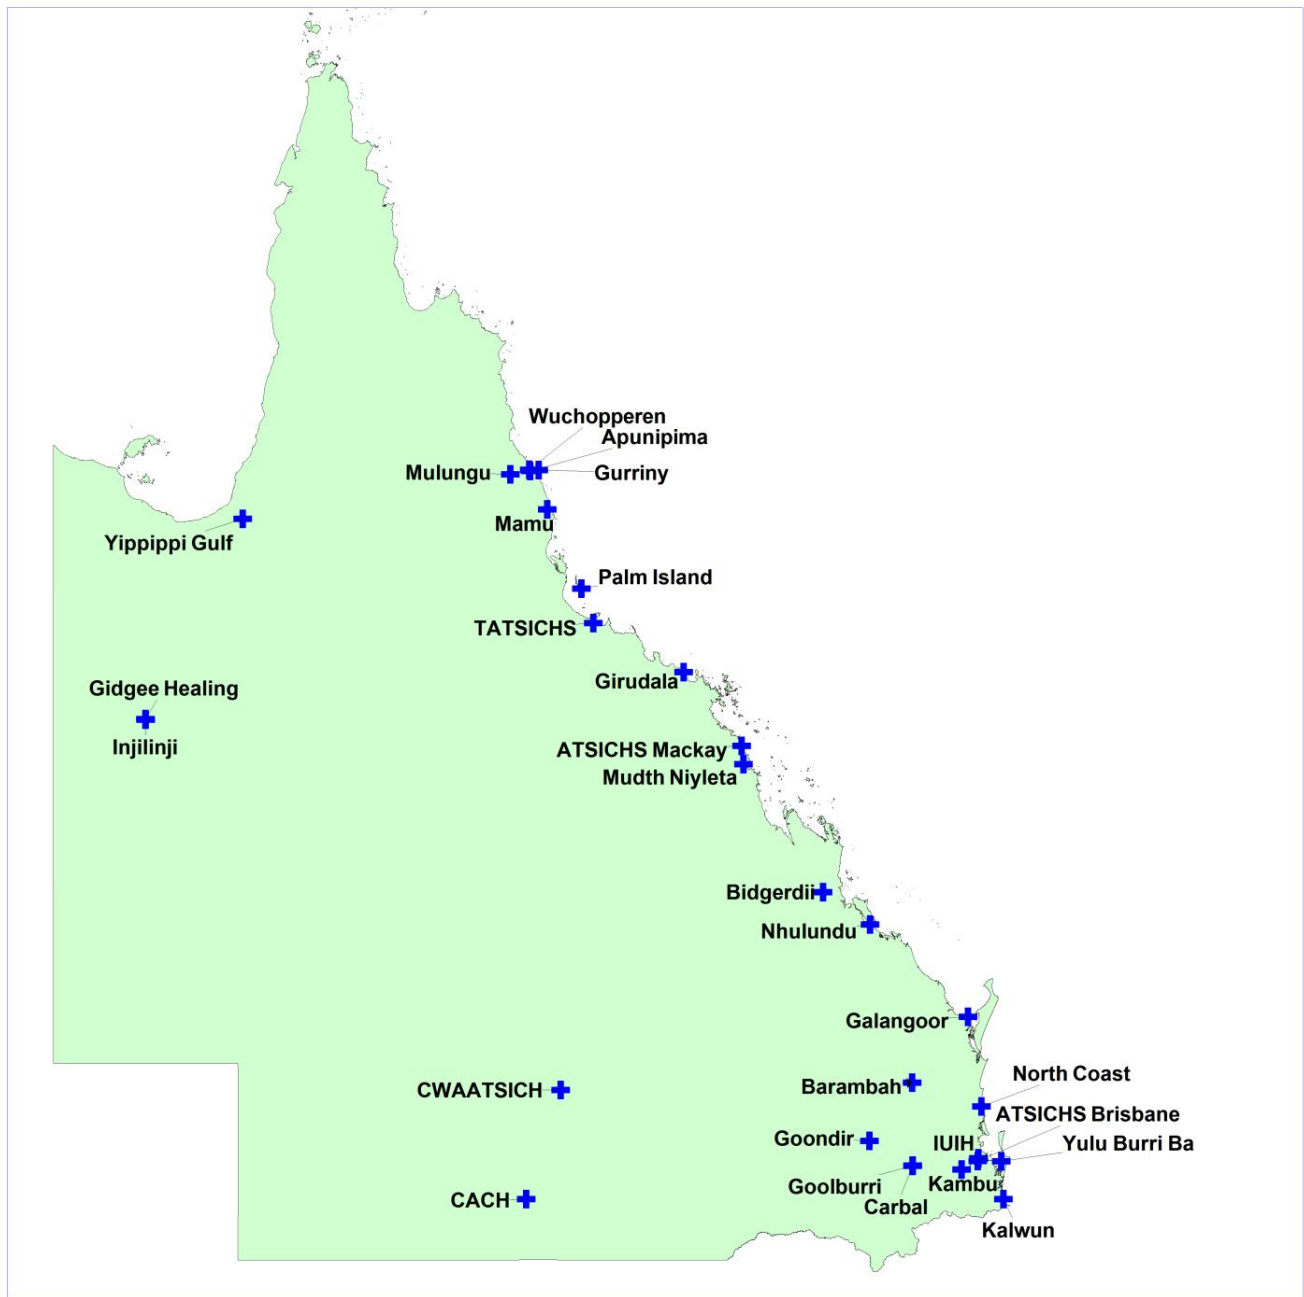 Wuchopperen
Apunipima
Mulungu
Gurriny
Mamu
Yippippi Gulf
Palm Island
TATSICHS
Girudala
Gidgee Healing
Injilinji
ATSICHS Mackay
Mudth Niyleta
Bidgerdii
Nhulundu
Galangoor
North Coast
Barambah
CWAATSICH
ATSICHS Brisbane
Goondir
IUIH
Yulu Burri Ba
Goolburri
Kambu
CACH
Carbal
Kalwun